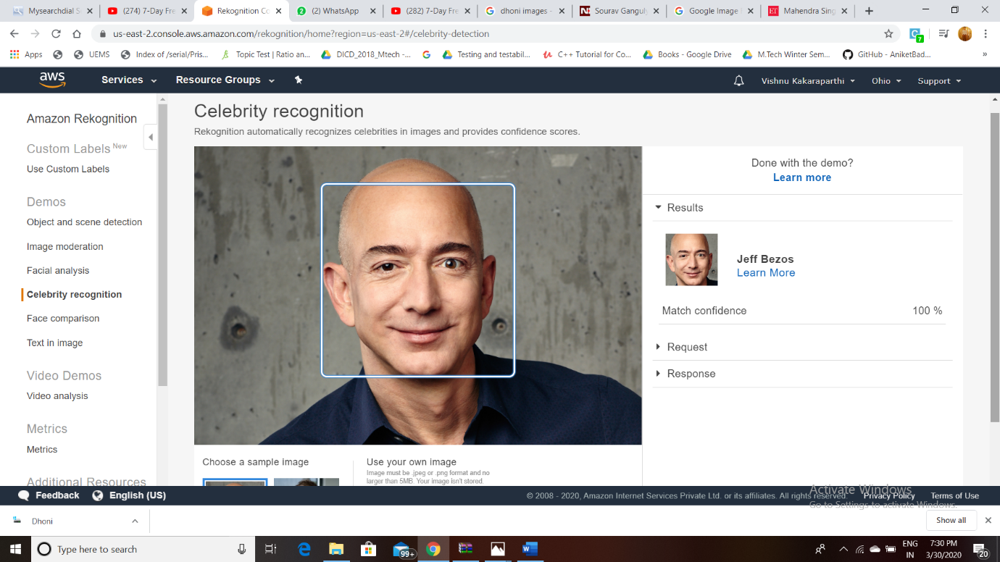 Mysearchdial S
(274) 7-Day Fre
Rekognition Co
(2) WhatsApp
(282) 7-Day Fre
dhoni images -
Sourav Ganguly
Google Image
Mahendra Sing
us-east-2.console.aws.amazon.com/rekognition/home?region=us-east-2#/celebrity-detection
7
Apps
UEMS
Index of /serial/Pris...
Topic Test | Ratio an...
DICD_2018_Mtech -...
Testing and testabil...
C++ Tutorial for Co...
Books - Google Drive
M.Tech Winter Sem...
GitHub - AniketBad...
»
aws
Services
Resource Groups
Vishnu Kakaraparthi
Ohio
Support
Amazon Rekognition
Custom Labels New
Use Custom Labels
Demos
Object and scene detection
Image moderation
Facial analysis
Celebrity recognition
Face comparison
Text in image
Video Demos
Video analysis
Metrics
Metrics
Additional Resources
Celebrity recognition
Rekognition automatically recognizes celebrities in images and provides confidence scores.
Done with the demo?
Learn more
Results
Jeff Bezos
Learn More
Match confidence 100 %
Request
Response
Choose a sample image
Use your own image
Image must be .jpeg or .png format and no
larger than 5MB. Your image isn't stored.
Activate Windows
Go to Settings to activate Windows.
Feedback
English (US)
© 2008 - 2020, Amazon Internet Services Private Ltd. or its affiliates. All rights reserved.
Privacy Policy
Terms of Use
Dhoni
Show all
Type here to search
99+
ENG
IN
7:30 PM
3/30/2020
20